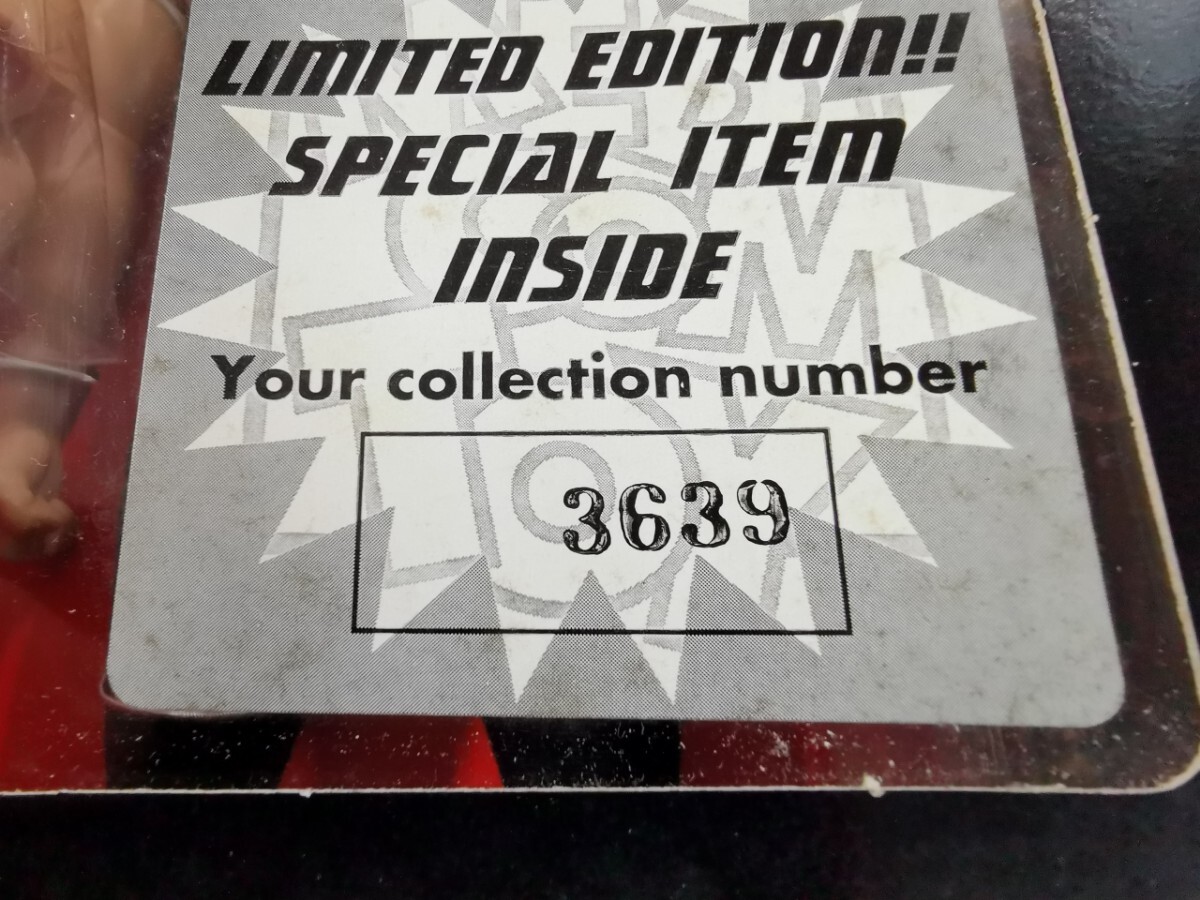 LIMITED EDITION!!
SPECIAL ITEM
INSIDE
Your collection number
3639